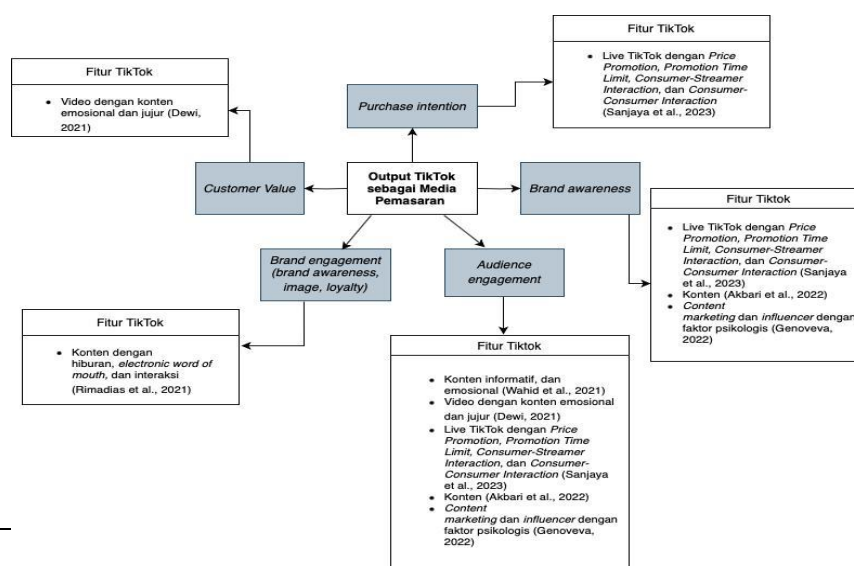 Fitur TikTok
• Live TikTok dengan Price
Promotion, Promotion Time
Limit, Consumer-Streamer
Interaction, dan Consumer-
Consumer Interaction
(Sanjaya et al., 2023)
Fitur TikTok
• Video dengan konten
emosional dan jujur (Dewi,
2021)
Purchase intention
Customer Value
Output TikTok
sebagai Media
Pemasaran
Brand awareness
Fitur Tiktok
• Live TikTok dengan Price
Promotion, Promotion Time
Limit, Consumer-Streamer
Interaction, dan Consumer-
Consumer Interaction (Sanjaya
et al., 2023)
• Konten (Akbari et al., 2022)
• Content
marketing dan influencer dengan
faktor psikologis (Genoveva,
2022)
Brand engagement
(brand awareness,
image, loyalty)
Audience
engagement
Fitur TikTok
• Konten dengan
hiburan, electronic word of
mouth, dan interaksi
(Rimadias et al., 2021)
Fitur Tiktok
• Konten informatif, dan
emosional (Wahid et al., 2021)
• Video dengan konten emosional
dan jujur (Dewi, 2021)
• Live TikTok dengan Price
Promotion, Promotion Time
Limit, Consumer-Streamer
Interaction, dan Consumer-
Consumer Interaction (Sanjaya
et al., 2023)
• Konten (Akbari et al., 2022)
• Content
marketing dan influencer dengan
faktor psikologis (Genoveva,
2022)